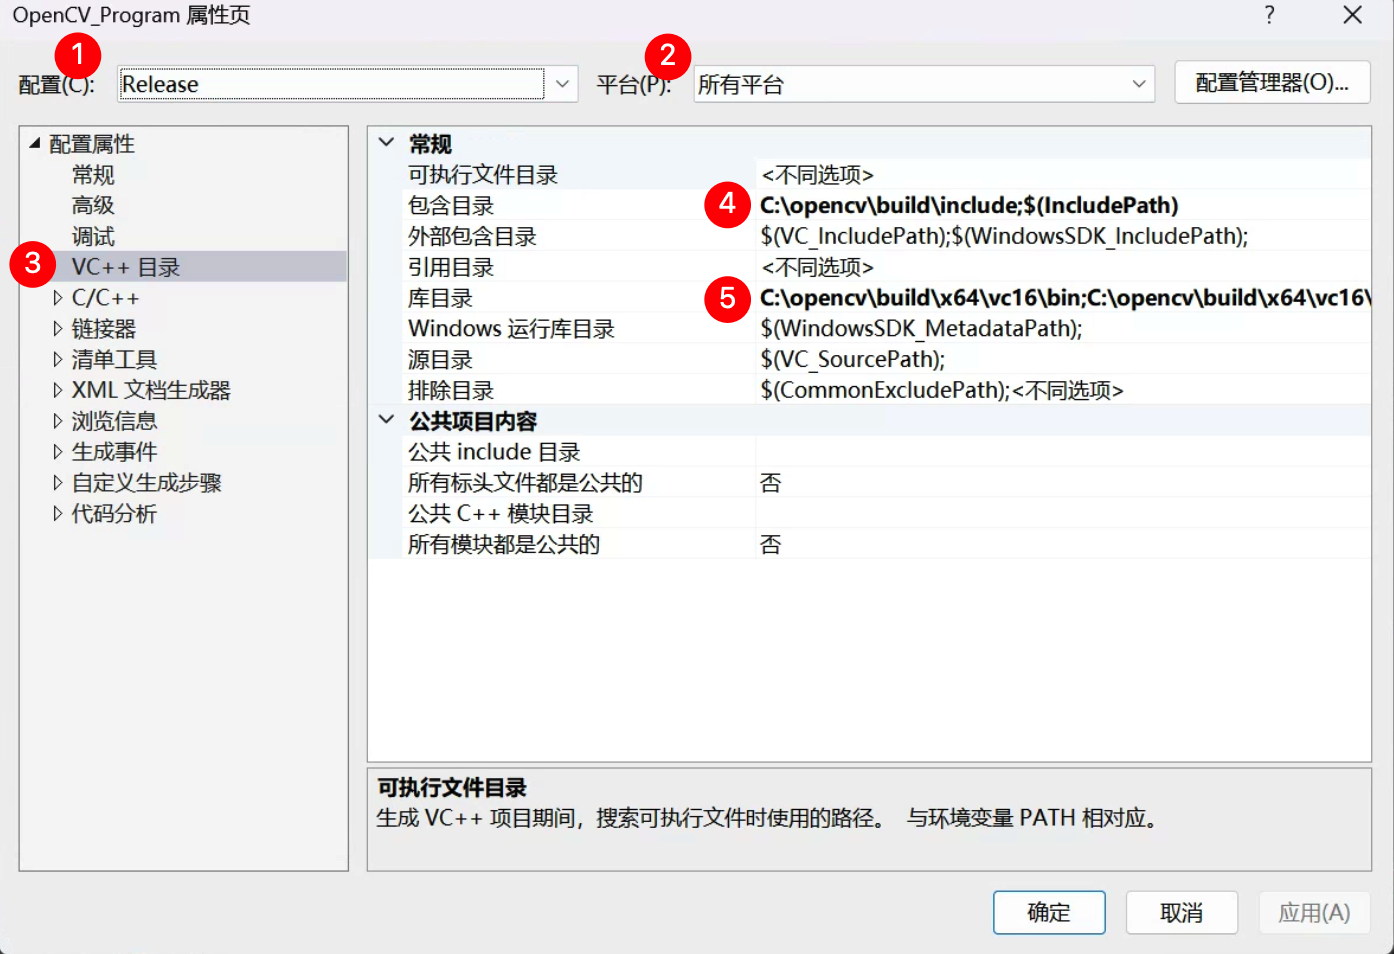 OpenCV_Program 属性页 ?
1 2
配置(C): Release 平台(P): 所有平台 配置管理器(O)...
配置属性
常规
高级
调试
3 VC++ 目录
C/C++
链接器
清单工具
XML 文档生成器
浏览信息
生成事件
自定义生成步骤
代码分析
常规
可执行文件目录 <不同选项>
包含目录 4 C:\opencv\build\include;$(IncludePath)
外部包含目录 $(VC_IncludePath);$(WindowsSDK_IncludePath);
引用目录 <不同选项>
库目录 5 C:\opencv\build\x64\vc16\bin;C:\opencv\build\x64\vc16\
Windows 运行库目录 $(WindowsSDK_MetadataPath);
源目录 $(VC_SourcePath);
排除目录 $(CommonExcludePath);<不同选项>
公共项目内容
公共 include 目录
所有标头文件都是公共的 否
公共 C++ 模块目录
所有模块都是公共的 否
可执行文件目录
生成 VC++ 项目期间，搜索可执行文件时使用的路径。 与环境变量 PATH 相对应。
确定 取消 应用(A)